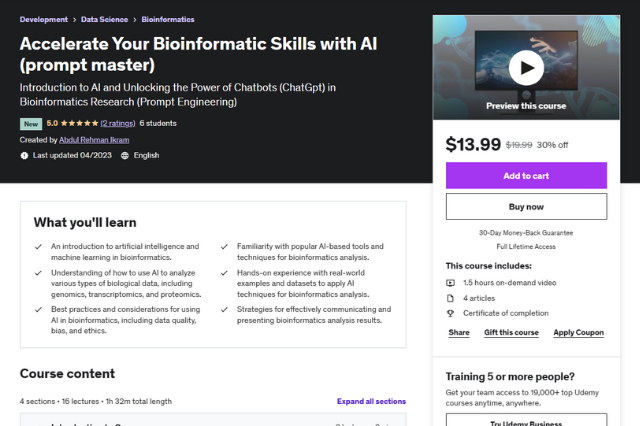 Development > Data Science > Bioinformatics
Accelerate Your Bioinformatic Skills with AI
(prompt master)
Introduction to AI and Unlocking the Power of Chatbots (ChatGpt) in
Bioinformatics Research (Prompt Engineering)
New 5.0 ★★★★★ (2 ratings) 6 students
Created by Abdul Rehman Ikram
Last updated 04/2023 English
Preview this course
$13.99 $19.99 30% off
Add to cart
Buy now
30-Day Money-Back Guarantee
Full Lifetime Access
This course includes:
1.5 hours on-demand video
4 articles
Certificate of completion
Share Gift this course Apply Coupon
Training 5 or more people?
Get your team access to 19,000+ top Udemy
courses anytime, anywhere.
Try Udemy Business
What you'll learn
An introduction to artificial intelligence and
machine learning in bioinformatics.
Understanding of how to use AI to analyze
various types of biological data, including
genomics, transcriptomics, and proteomics.
Best practices and considerations for using
AI in bioinformatics, including data quality,
bias, and ethics.
Familiarity with popular AI-based tools and
techniques for bioinformatics analysis.
Hands-on experience with real-world
examples and datasets to apply AI
techniques for bioinformatics analysis.
Strategies for effectively communicating and
presenting bioinformatics analysis results.
Course content
4 sections • 16 lectures • 1h 32m total length
Expand all sections